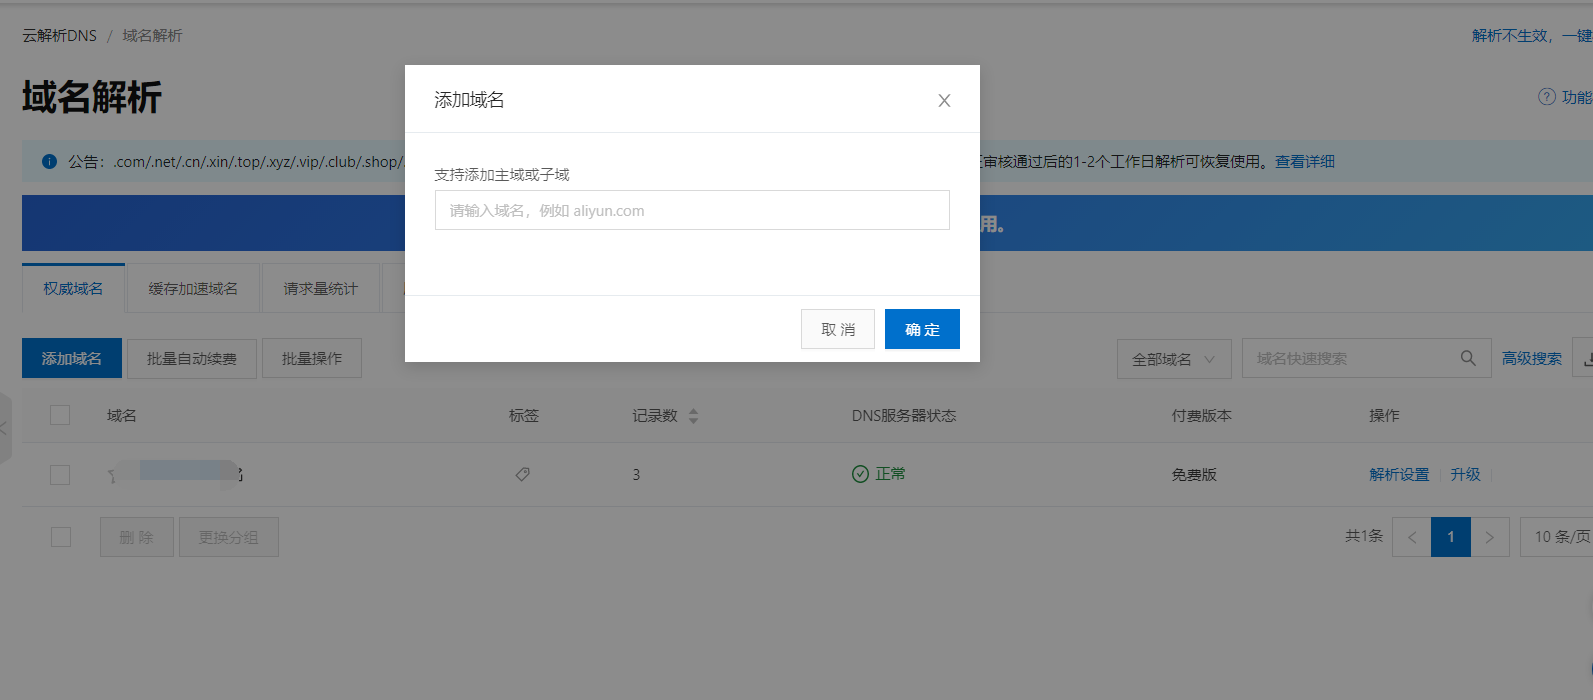 云解析DNS / 域名解析
解析不生效，一键
域名解析
功能
公告：.com/.net/.cn/.xin/.top/.xyz/.vip/.club/.shop/
审核通过后的1-2个工作日解析可恢复使用。查看详细
用。
添加域名
支持添加主域或子域
请输入域名，例如 aliyun.com
取 消 确 定
权威域名 缓存加速域名 请求量统计
添加域名 批量自动续费 批量操作 全部域名 域名快速搜索 高级搜索
域名 标签 记录数 DNS服务器状态 付费版本 操作
3 正常 免费版 解析设置 升级
删 除 更换分组 共1条 1 10 条/页